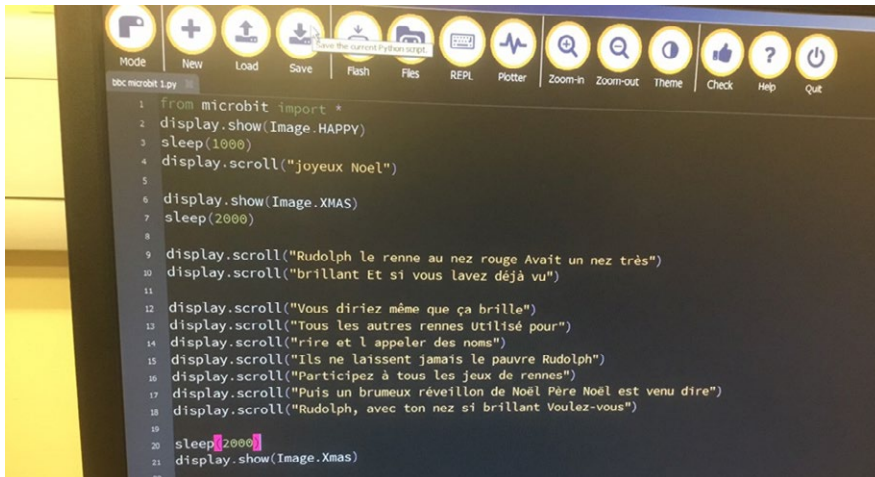 Mode New Load Save Flash Files REPL Plotter Zoom-in Zoom-out Theme Check Help Quit
Save the current Python script.
bbc microbit 1.py
1 from microbit import *
2 display.show(Image.HAPPY)
3 sleep(1000)
4 display.scroll("joyeux Noel")
5
6 display.show(Image.XMAS)
7 sleep(2000)
8
9 display.scroll("Rudolph le renne au nez rouge Avait un nez très")
10 display.scroll("brillant Et si vous lavez déjà vu")
11
12 display.scroll("Vous diriez même que ça brille")
13 display.scroll("Tous les autres rennes Utilisé pour")
14 display.scroll("rire et l appeler des noms")
15 display.scroll("Ils ne laissent jamais le pauvre Rudolph")
16 display.scroll("Participez à tous les jeux de rennes")
17 display.scroll("Puis un brumeux réveillon de Noël Père Noël est venu dire")
18 display.scroll("Rudolph, avec ton nez si brillant Voulez-vous")
19
20 sleep(2000)
21 display.show(Image.Xmas)